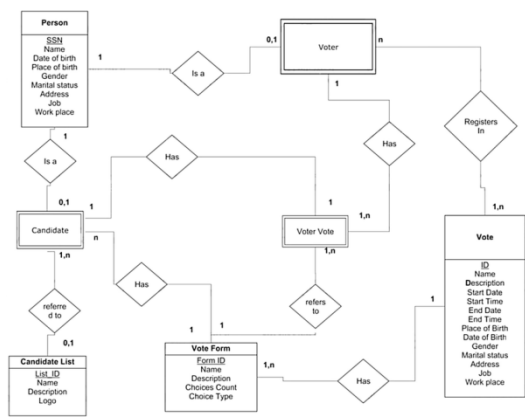 Person
SSN
Name
Date of birth
Place of birth
Gender
Marital status
Address
Job
Work place
1
Is a
0,1
Voter
n
1
Registers
In
1
Is a
0,1
Has
Has
1
1
Candidate
n
1,n
Voter Vote
1,n
1,n
1,n
Vote
ID
Name
Description
Start Date
Start Time
End Date
End Time
Place of Birth
Date of Birth
Gender
Marital status
Address
Job
Work place
referre
d to
Has
refers
to
1
0,1
1
1
Candidate List
List_ID
Name
Description
Logo
Vote Form
Form ID
Name
Description
Choices Count
Choice Type
1,n
Has